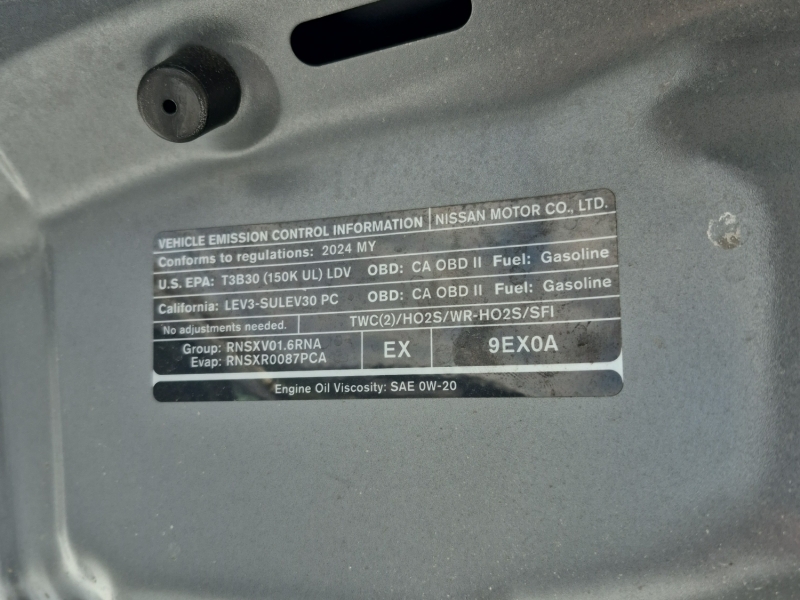 VEHICLE EMISSION CONTROL INFORMATION NISSAN MOTOR CO., LTD.
Conforms to regulations: 2024 MY
U.S. EPA: T3B30 (150K UL) LDV OBD: CA OBD II Fuel: Gasoline
California: LEV3-SULEV30 PC OBD: CA OBD II Fuel: Gasoline
No adjustments needed. TWC(2)/HO2S/WR-HO2S/SFI
Group: RNSXV01.6RNA
Evap: RNSXR0087PCA
EX 9EX0A
Engine Oil Viscosity: SAE 0W-20